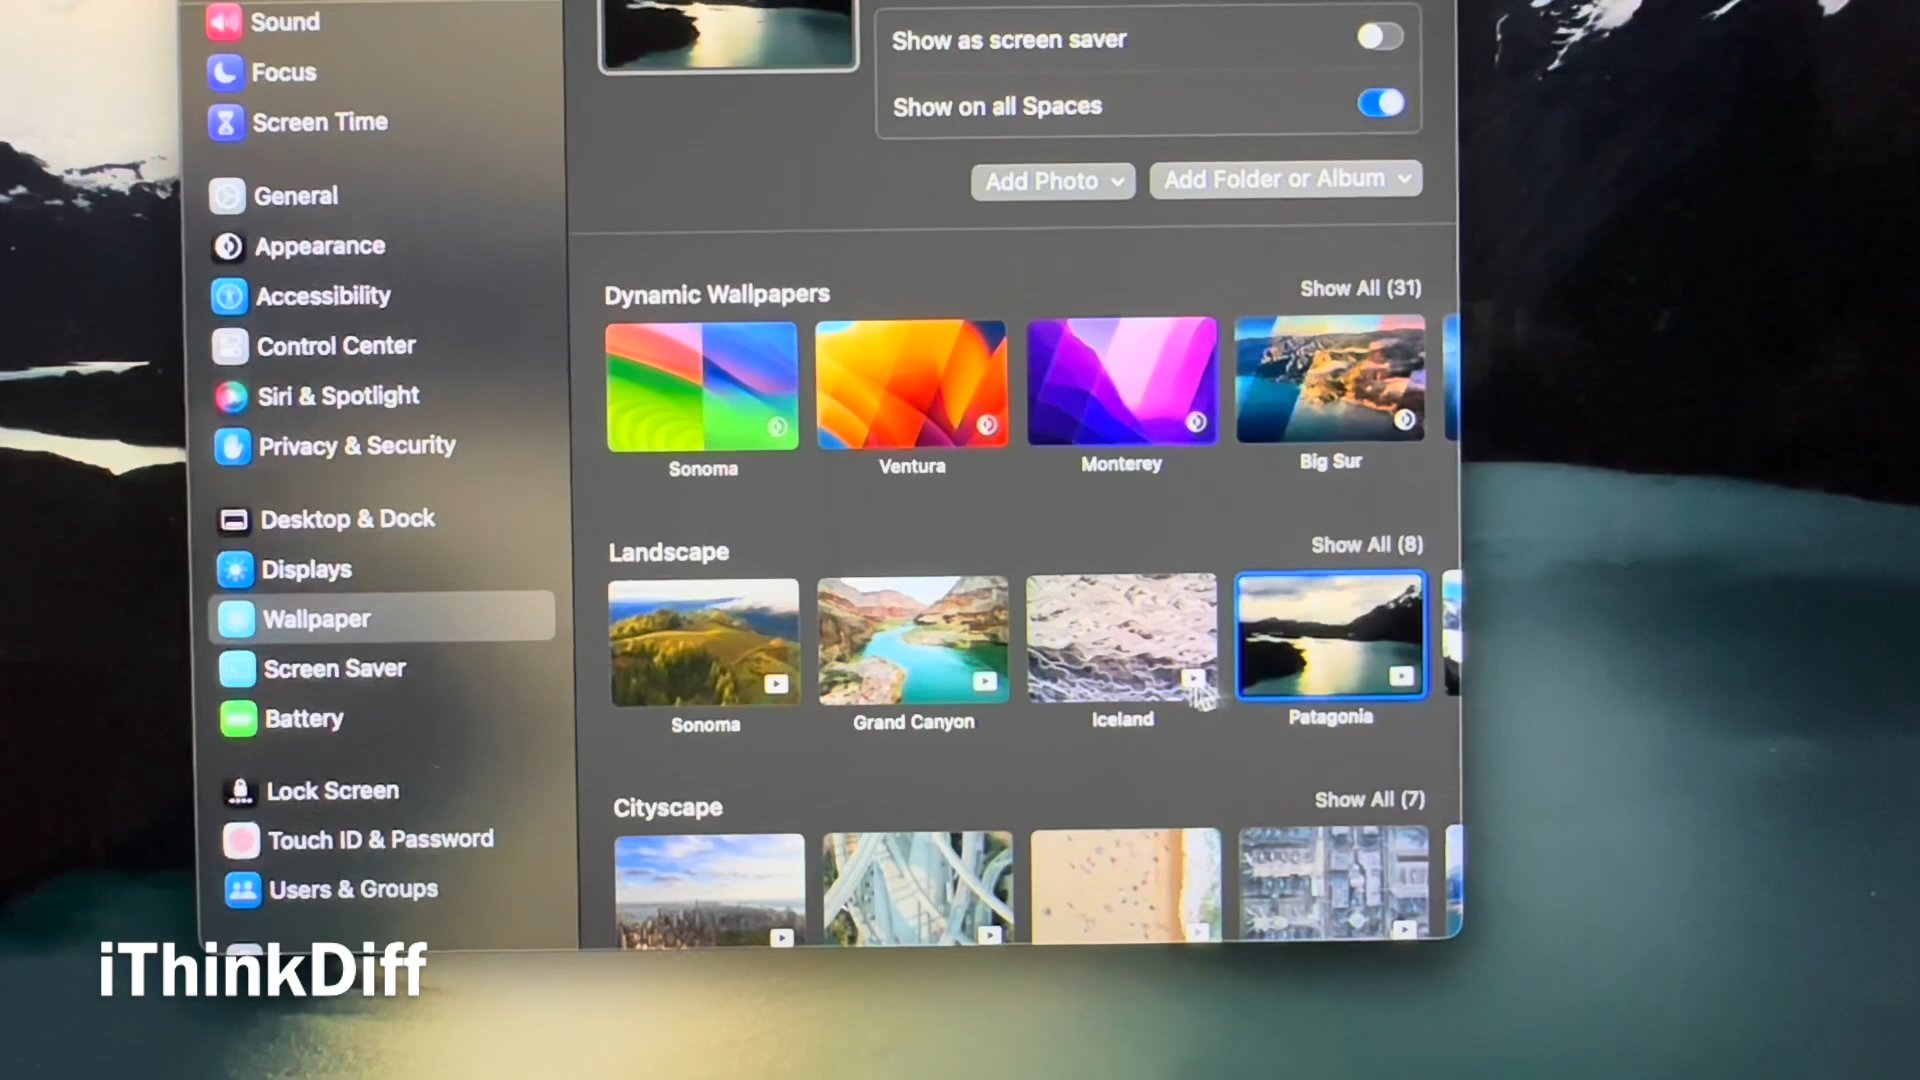 Sound
Focus
Screen Time
General
Appearance
Accessibility
Control Center
Siri & Spotlight
Privacy & Security
Desktop & Dock
Displays
Wallpaper
Screen Saver
Battery
Lock Screen
Touch ID & Password
Users & Groups
Show as screen saver
Show on all Spaces
Add Photo
Add Folder or Album
Dynamic Wallpapers
Show All (31)
Sonoma
Ventura
Monterey
Big Sur
Landscape
Show All (8)
Sonoma
Grand Canyon
Iceland
Patagonia
Cityscape
Show All (7)
iThinkDiff